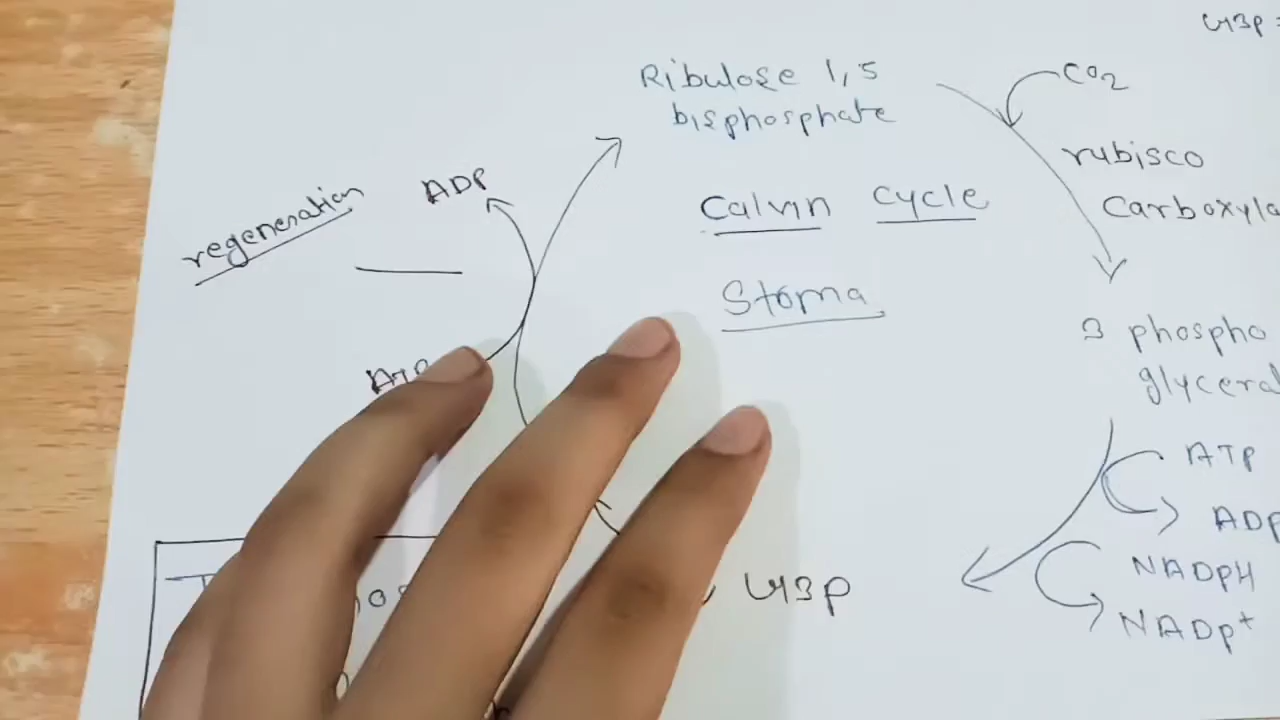 G3P =
Ribulose 1,5
bisphosphate
CO2
rubisco
Carboxyla
Calvin Cycle
Stoma
ADP
regeneration
3 phospho
glyceral
ATP
ADP
NADPH
NADP+
G3P